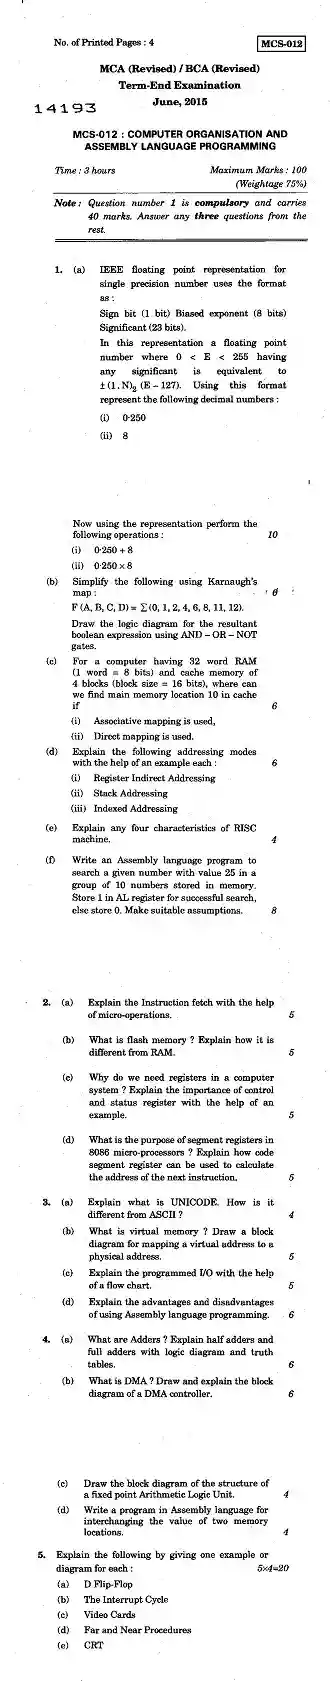 No. of Printed Pages : 4 MCS-012
MCA (Revised) / BCA (Revised)
Term-End Examination
June, 2015
14193
MCS-012 : COMPUTER ORGANISATION AND
ASSEMBLY LANGUAGE PROGRAMMING
Time : 3 hours Maximum Marks : 100
(Weightage 75%)
Note : Question number 1 is compulsory and carries
40 marks. Answer any three questions from the
rest.
1. (a) IEEE floating point representation for
single precision number uses the format
as :
Sign bit (1 bit) Biased exponent (8 bits)
Significant (23 bits).
In this representation a floating point
number where 0 < E < 255 having
any significant is equivalent to
± (1 . N)₂ (E – 127). Using this format
represent the following decimal numbers :
(i) 0·250
(ii) 8
Now using the representation perform the
following operations : 10
(i) 0·250 + 8
(ii) 0·250 × 8
(b) Simplify the following using Karnaugh's
map : 6
F (A, B, C, D) = Σ (0, 1, 2, 4, 6, 8, 11, 12).
Draw the logic diagram for the resultant
boolean expression using AND – OR – NOT
gates.
(c) For a computer having 32 word RAM
(1 word = 8 bits) and cache memory of
4 blocks (block size = 16 bits), where can
we find main memory location 10 in cache
if 6
(i) Associative mapping is used,
(ii) Direct mapping is used.
(d) Explain the following addressing modes
with the help of an example each : 6
(i) Register Indirect Addressing
(ii) Stack Addressing
(iii) Indexed Addressing
(e) Explain any four characteristics of RISC
machine. 4
(f) Write an Assembly language program to
search a given number with value 25 in a
group of 10 numbers stored in memory.
Store 1 in AL register for successful search,
else store 0. Make suitable assumptions. 8
2. (a) Explain the Instruction fetch with the help
of micro-operations. 5
(b) What is flash memory ? Explain how it is
different from RAM. 5
(c) Why do we need registers in a computer
system ? Explain the importance of control
and status register with the help of an
example. 5
(d) What is the purpose of segment registers in
8086 micro-processors ? Explain how code
segment register can be used to calculate
the address of the next instruction. 5
3. (a) Explain what is UNICODE. How is it
different from ASCII ? 4
(b) What is virtual memory ? Draw a block
diagram for mapping a virtual address to a
physical address. 5
(c) Explain the programmed I/O with the help
of a flow chart. 5
(d) Explain the advantages and disadvantages
of using Assembly language programming. 6
4. (a) What are Adders ? Explain half adders and
full adders with logic diagram and truth
tables. 6
(b) What is DMA ? Draw and explain the block
diagram of a DMA controller. 6
(c) Draw the block diagram of the structure of
a fixed point Arithmetic Logic Unit. 4
(d) Write a program in Assembly language for
interchanging the value of two memory
locations. 4
5. Explain the following by giving one example or
diagram for each : 5×4=20
(a) D Flip-Flop
(b) The Interrupt Cycle
(c) Video Cards
(d) Far and Near Procedures
(e) CRT